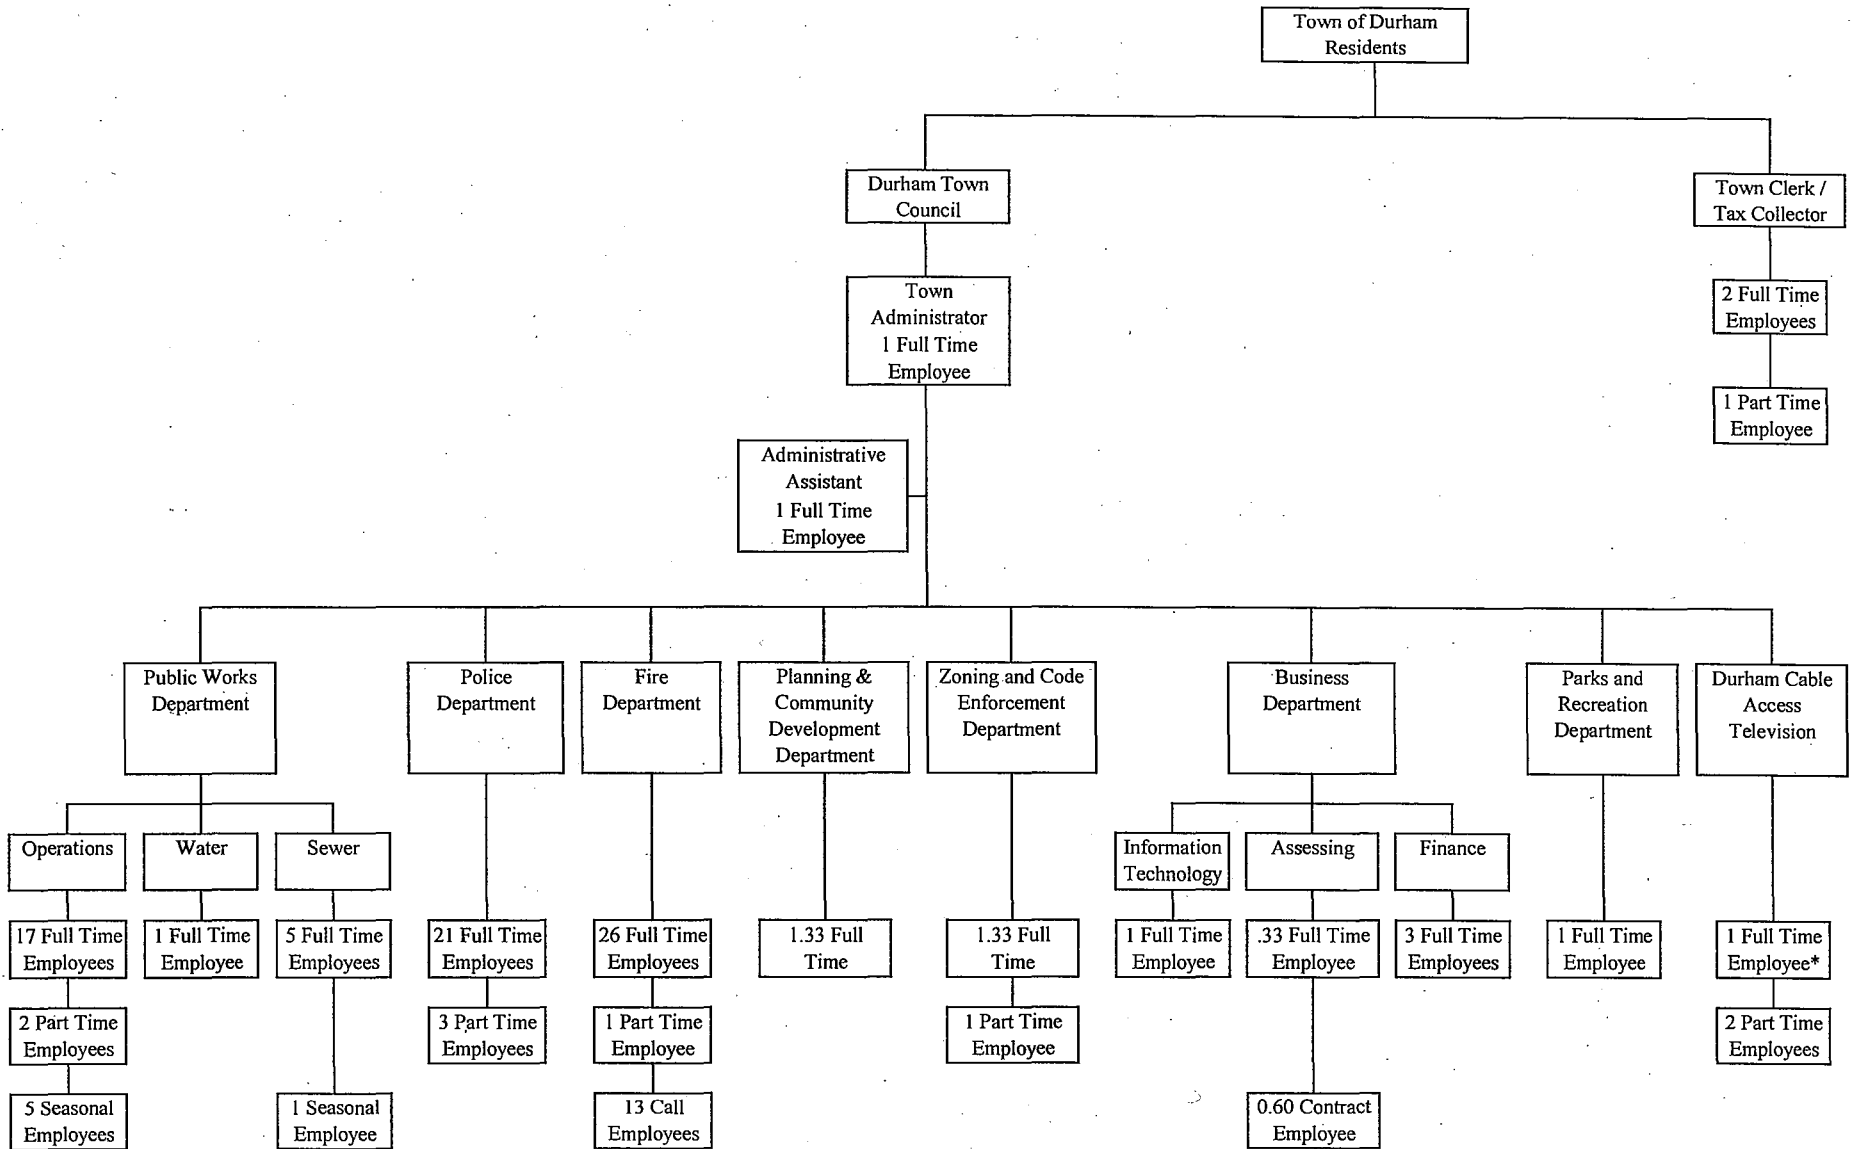 Town of Durham
Residents
Durham Town
Council
Town Clerk /
Tax Collector
Town
Administrator
1 Full Time
Employee
2 Full Time
Employees
1 Part Time
Employee
Administrative
Assistant
1 Full Time
Employee
Public Works
Department
Police
Department
Fire
Department
Planning &
Community
Development
Department
Zoning and Code
Enforcement
Department
Business
Department
Parks and
Recreation
Department
Durham Cable
Access
Television
Operations
Water
Sewer
Information
Technology
Assessing
Finance
17 Full Time
Employees
1 Full Time
Employee
5 Full Time
Employees
21 Full Time
Employees
26 Full Time
Employees
1.33 Full
Time
1.33 Full
Time
1 Full Time
Employee
.33 Full Time
Employee
3 Full Time
Employees
1 Full Time
Employee
1 Full Time
Employee*
2 Part Time
Employees
3 Part Time
Employees
1 Part Time
Employee
1 Part Time
Employee
2 Part Time
Employees
5 Seasonal
Employees
1 Seasonal
Employee
13 Call
Employees
0.60 Contract
Employee